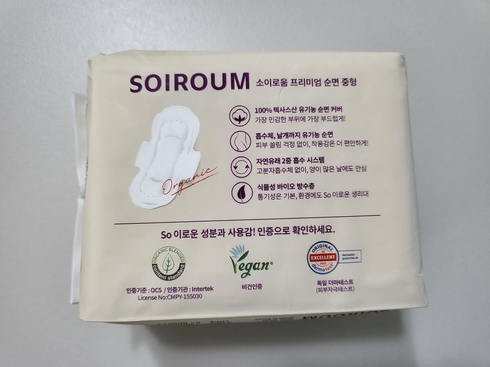 SOIROUM 소이로움 프리미엄 순면 중형
100% 텍사스산 유기농 순면 커버
가장 민감한 부위에 가장 부드럽게!
흡수체, 날개까지 유기농 순면
피부 쓸림 걱정 없이, 착용감은 더 편안하게!
자연유래 2중 흡수 시스템
고분자흡수체 없이, 양이 많은 날에도 안심
식물성 바이오 방수층
통기성은 기본, 환경에도 So 이로운 생리대
Organic
So 이로운 성분과 사용감! 인증으로 확인하세요.
ORGANIC BLENDED
Vegan
ORIGINAL
EXCELLENT
dermatest
인증기준 : OCS / 인증기관 : Intertek
License No:CMPY-155030
비건인증
독일 더마테스트
(피부자극테스트)